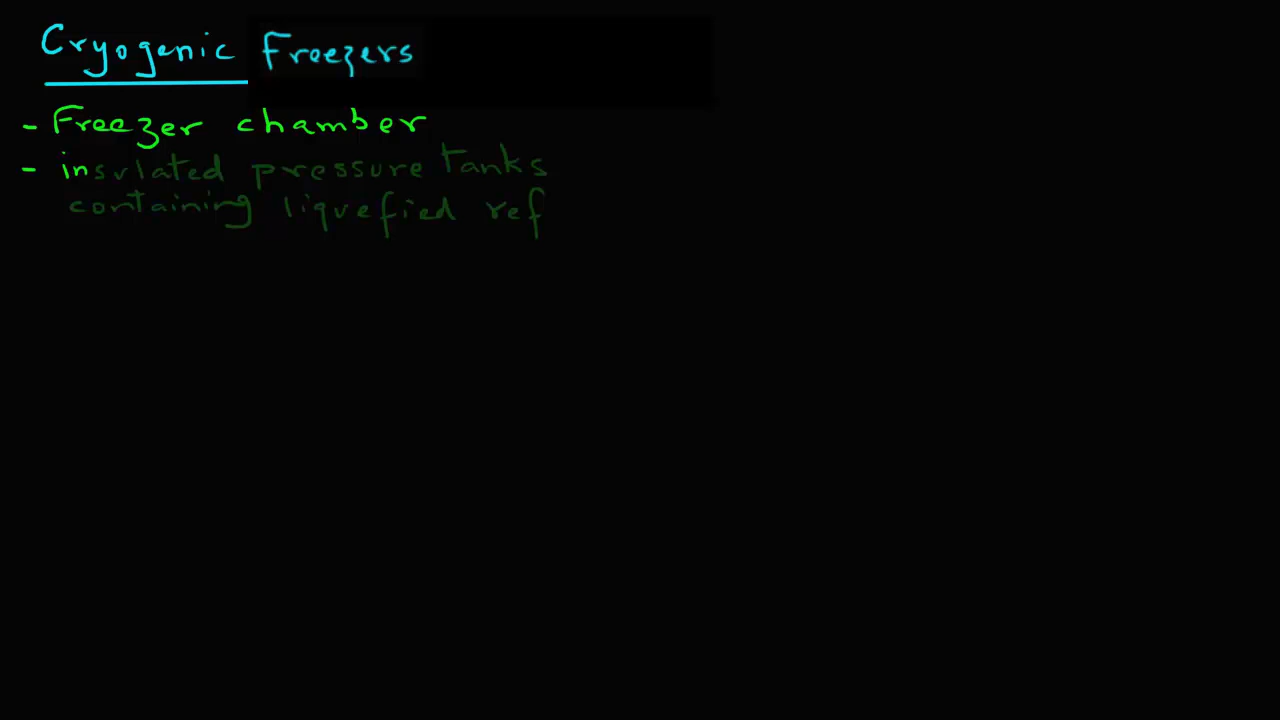 Cryogenic Freezers
- Freezer chamber
- insulated pressure tanks
containing liquefied ref